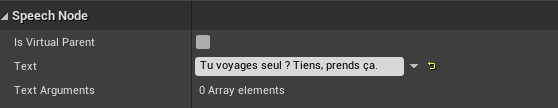 Speech Node
Is Virtual Parent
Text
Tu voyages seul ? Tiens, prends ça.
Text Arguments
0 Array elements